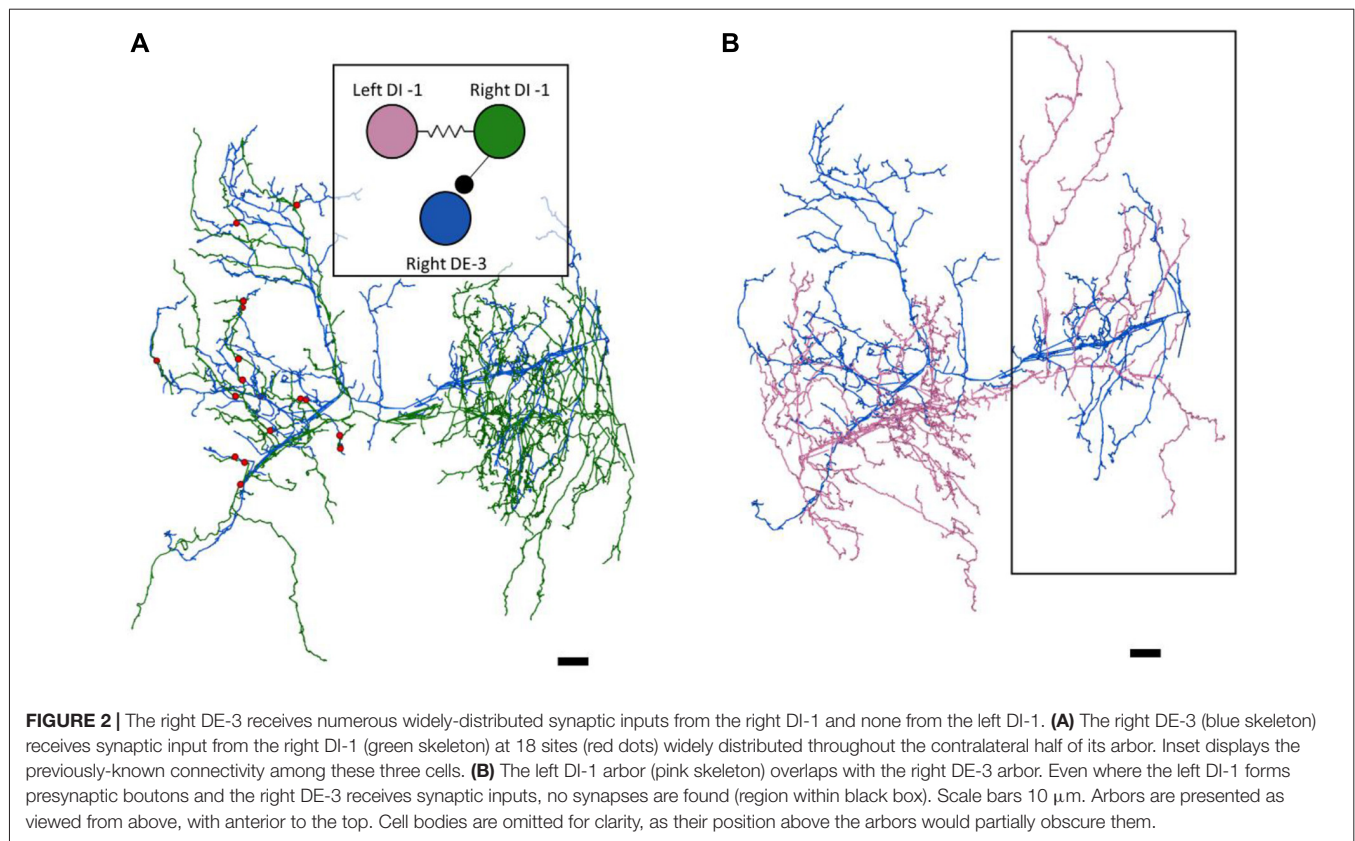 A
B
Left DI -1
Right DI-1
Right DE-3
FIGURE 2 | The right DE-3 receives numerous widely-distributed synaptic inputs from the right DI-1 and none from the left DI-1. (A) The right DE-3 (blue skeleton)
receives synaptic input from the right DI-1 (green skeleton) at 18 sites (red dots) widely distributed throughout the contralateral half of its arbor. Inset displays the
previously-known connectivity among these three cells. (B) The left DI-1 arbor (pink skeleton) overlaps with the right DE-3 arbor. Even where the left DI-1 forms
presynaptic boutons and the right DE-3 receives synaptic inputs, no synapses are found (region within black box). Scale bars 10 μm. Arbors are presented as
viewed from above, with anterior to the top. Cell bodies are omitted for clarity, as their position above the arbors would partially obscure them.